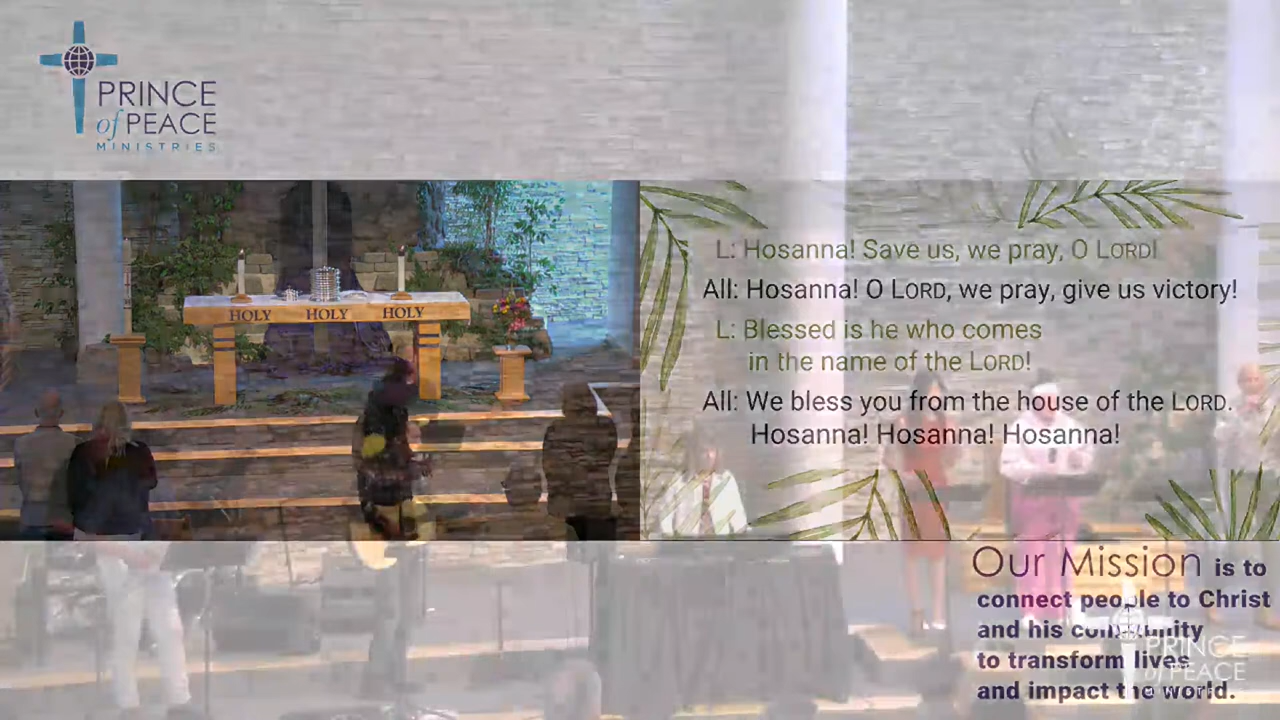 PRINCE
of PEACE
MINISTRIES
HOLY HOLY HOLY
L: Hosanna! Save us, we pray, O LORD!
All: Hosanna! O LORD, we pray, give us victory!
L: Blessed is he who comes
in the name of the LORD!
All: We bless you from the house of the LORD.
Hosanna! Hosanna! Hosanna!
Our Mission is to
connect people to Christ
and his community
to transform lives
and impact the world.
PRINCE
of PEACE